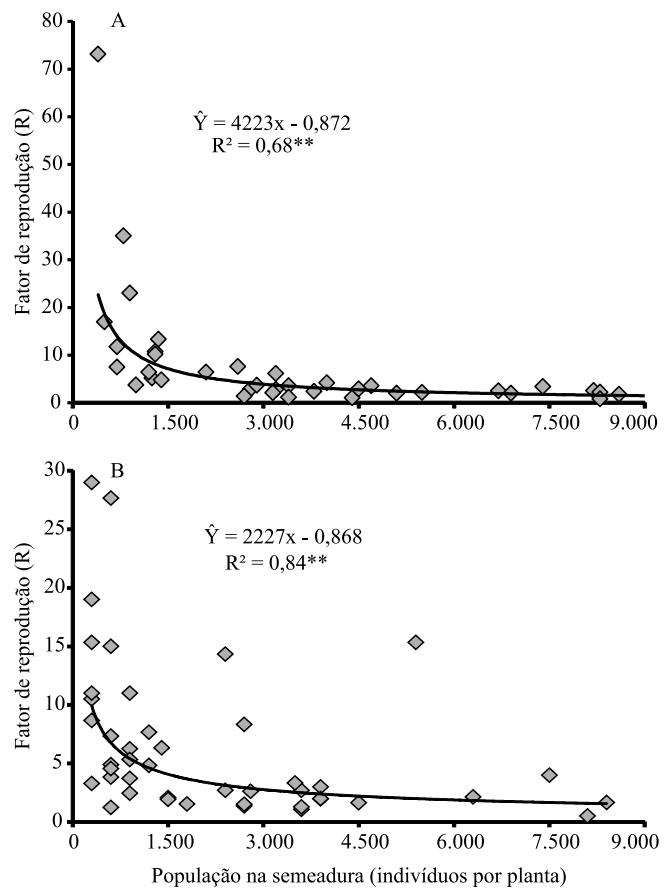 A
80
70
60
50
40
30
20
10
0
Fator de reprodução (R)
Ŷ = 4223x - 0,872
R² = 0,68**
0 1.500 3.000 4.500 6.000 7.500 9.000
B
30
25
20
15
10
5
0
Fator de reprodução (R)
Ŷ = 2227x - 0,868
R² = 0,84**
0 1.500 3.000 4.500 6.000 7.500 9.000
População na semeadura (indivíduos por planta)